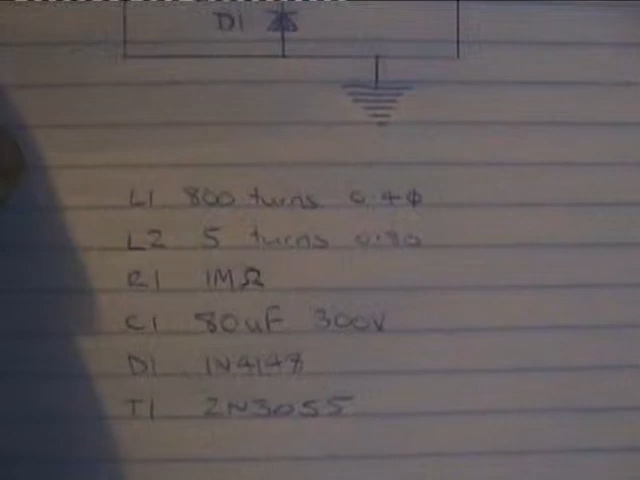 D1
L1 800 turns 0.4φ
L2 5 turns 0.8φ
R1 1MΩ
C1 80uF 300V
D1 1N4148
T1 2N3055